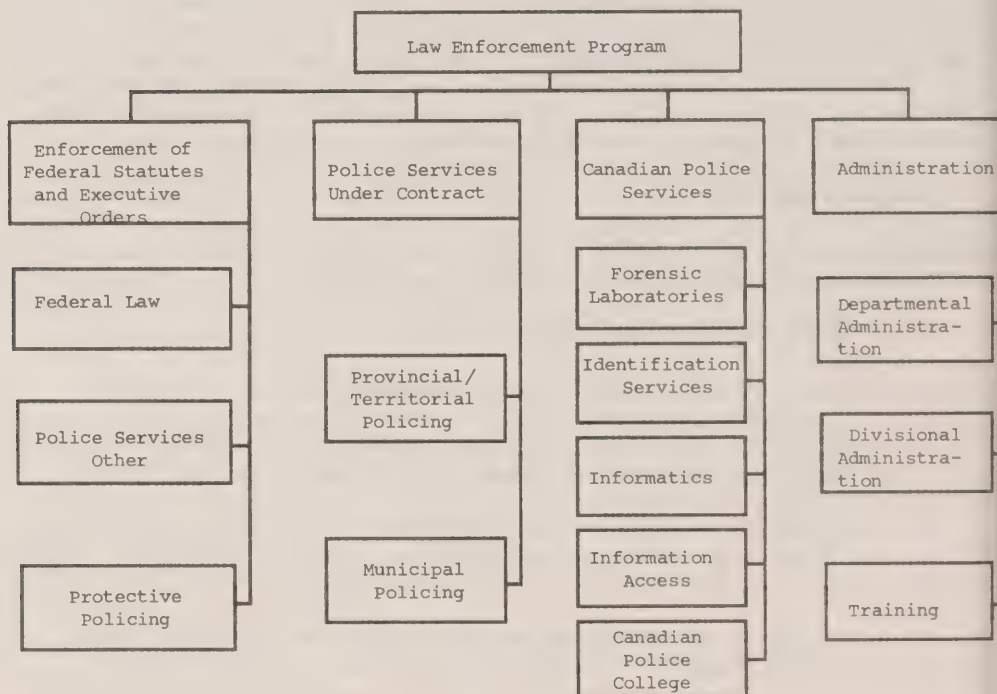 Law Enforcement Program
Enforcement of
Federal Statutes
and Executive
Orders
Federal Law
Police Services
Other
Protective
Policing
Police Services
Under Contract
Provincial/
Territorial
Policing
Municipal
Policing
Canadian Police
Services
Forensic
Laboratories
Identification
Services
Informatics
Information
Access
Canadian
Police
College
Administration
Departmental
Administra-
tion
Divisional
Administra-
tion
Training